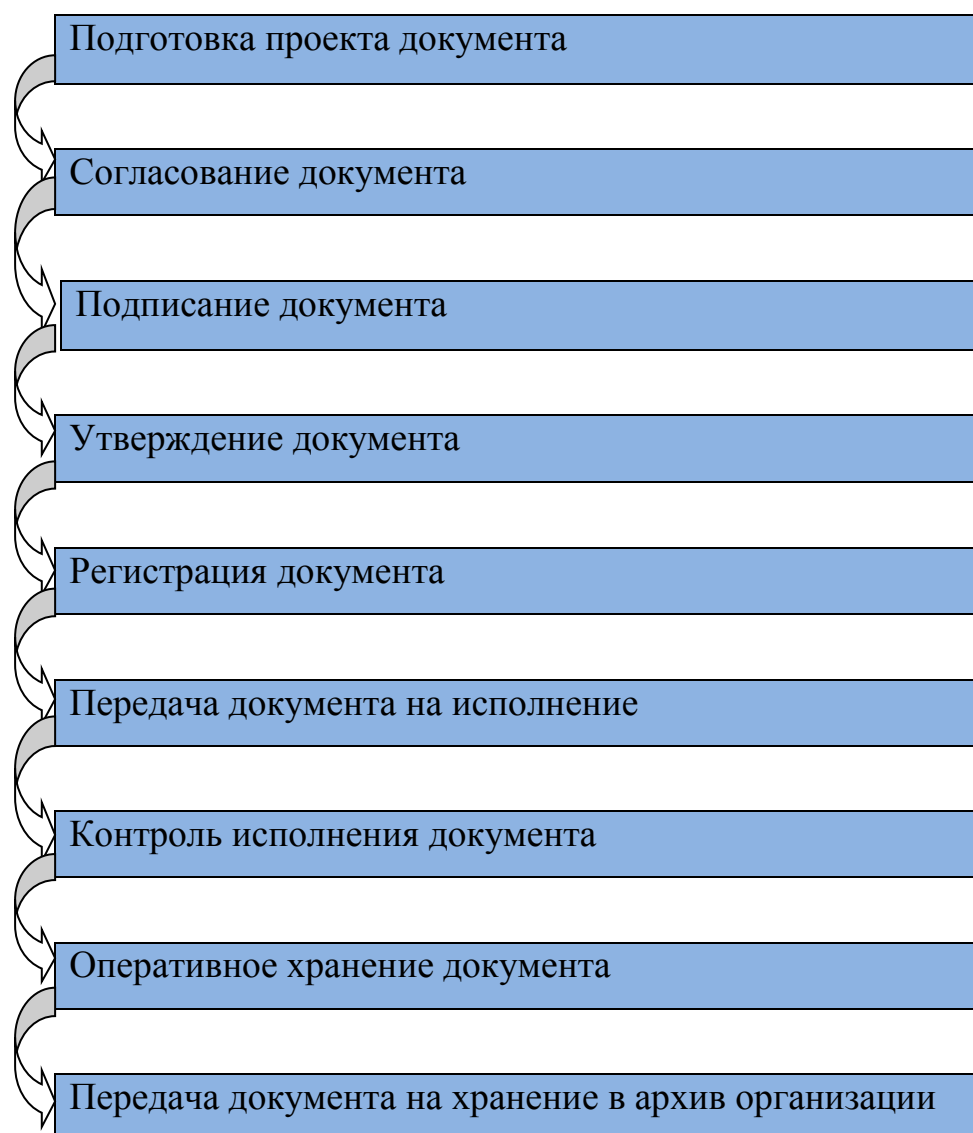 Подготовка проекта документа
Согласование документа
Подписание документа
Утверждение документа
Регистрация документа
Передача документа на исполнение
Контроль исполнения документа
Оперативное хранение документа
Передача документа на хранение в архив организации